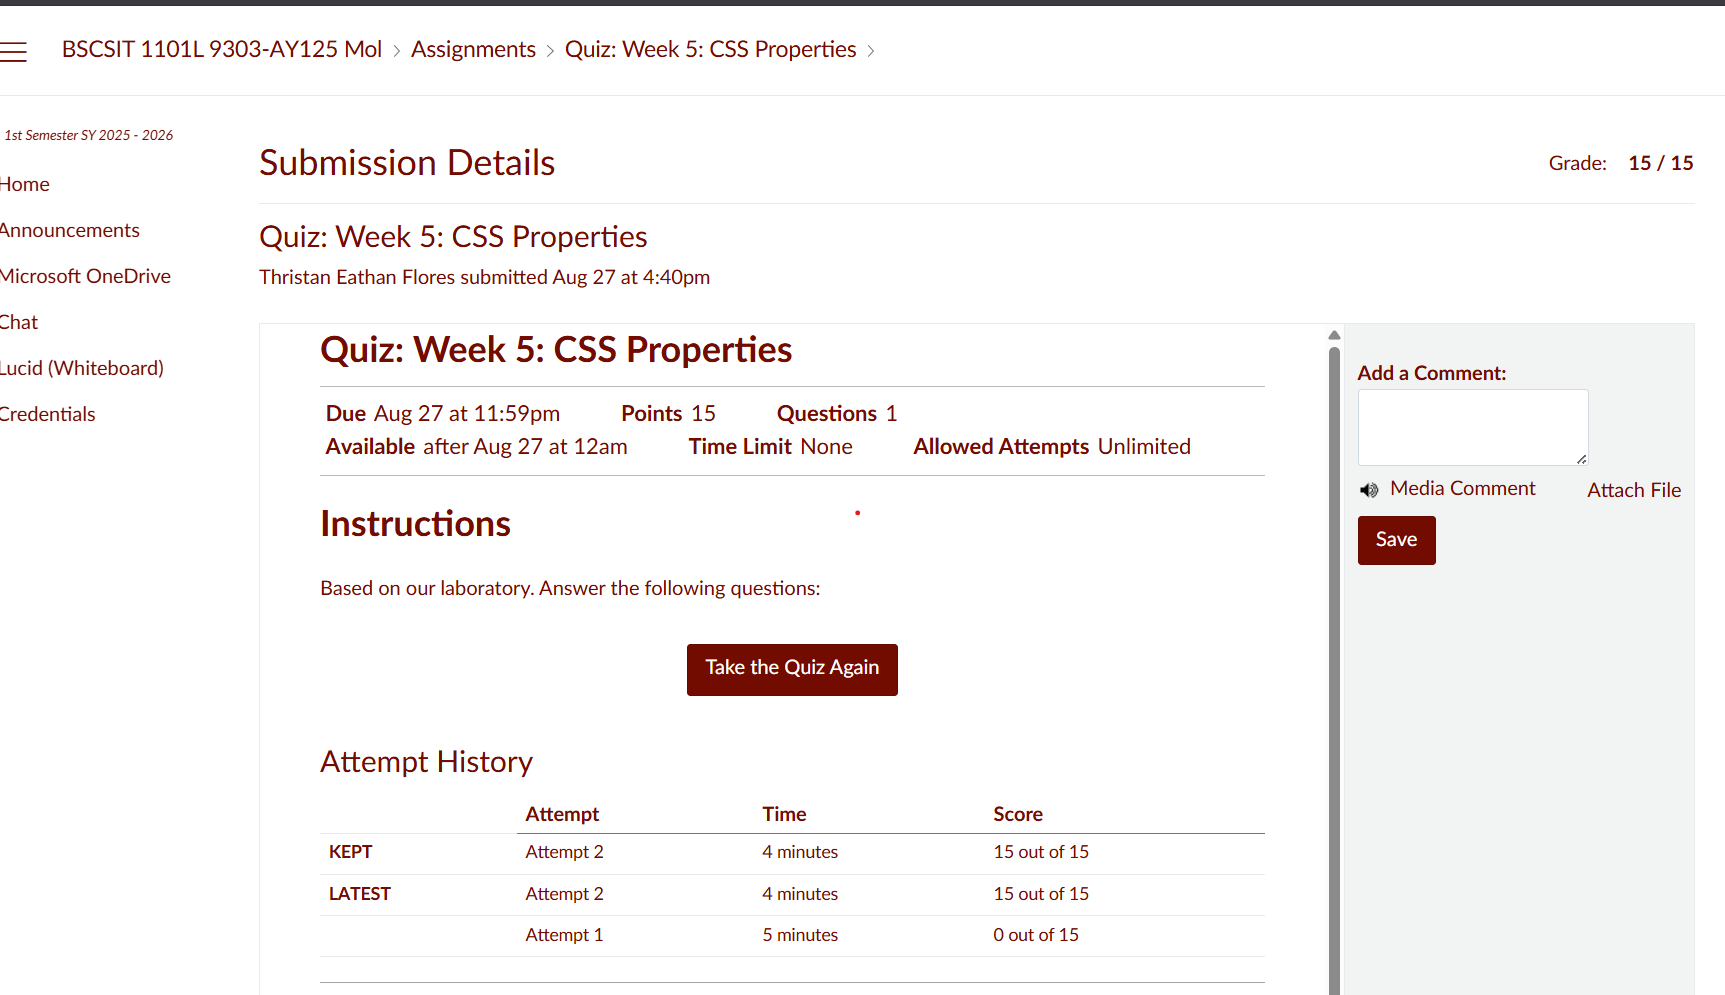 BSCSIT 1101L 9303-AY125 Mol > Assignments > Quiz: Week 5: CSS Properties >
1st Semester SY 2025 - 2026
Home
Announcements
Microsoft OneDrive
Chat
Lucid (Whiteboard)
Credentials
Submission Details
Grade: 15 / 15
Quiz: Week 5: CSS Properties
Thristan Eathan Flores submitted Aug 27 at 4:40pm
Quiz: Week 5: CSS Properties
Due Aug 27 at 11:59pm Points 15 Questions 1
Available after Aug 27 at 12am Time Limit None Allowed Attempts Unlimited
Instructions
Based on our laboratory. Answer the following questions:
Take the Quiz Again
Attempt History
Attempt Time Score
KEPT Attempt 2 4 minutes 15 out of 15
LATEST Attempt 2 4 minutes 15 out of 15
Attempt 1 5 minutes 0 out of 15
Add a Comment:
Media Comment Attach File
Save